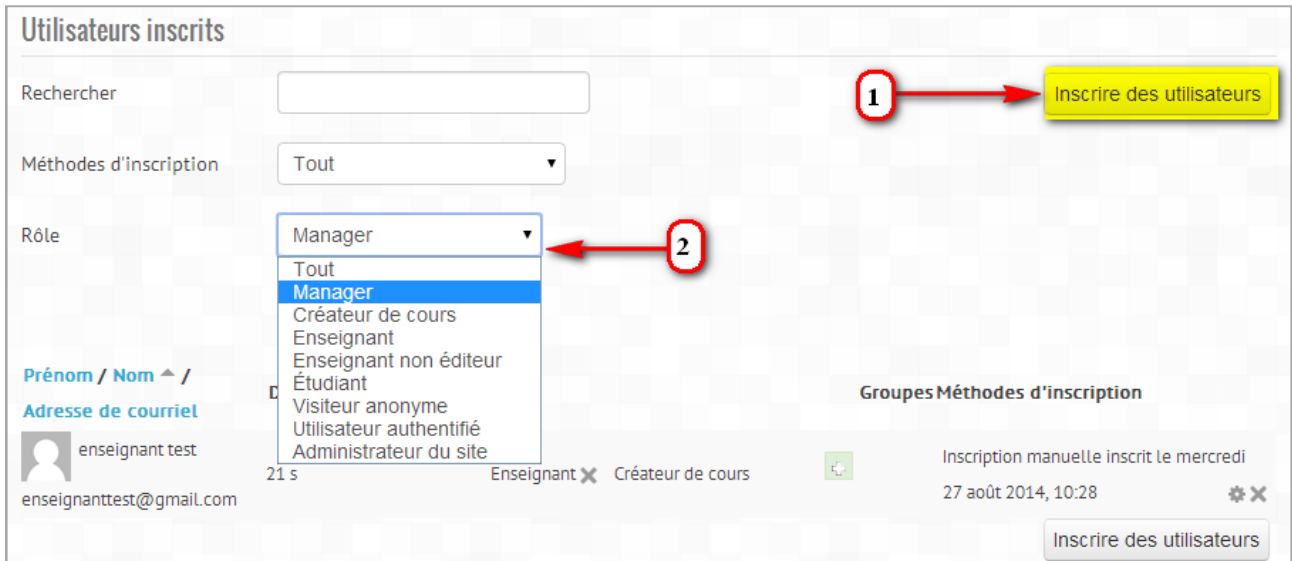 Utilisateurs inscrits
Rechercher
1
Inscrire des utilisateurs
Méthodes d'inscription
Tout
Rôle
Manager
2
Tout
Manager
Créateur de cours
Enseignant
Enseignant non éditeur
Étudiant
Visiteur anonyme
Utilisateur authentifié
Administrateur du site
Prénom / Nom /
Adresse de courriel
Groupes Méthodes d'inscription
enseignant test
enseignanttest@gmail.com
21 s
Enseignant Créateur de cours
Inscription manuelle inscrit le mercredi
27 août 2014, 10:28
Inscrire des utilisateurs